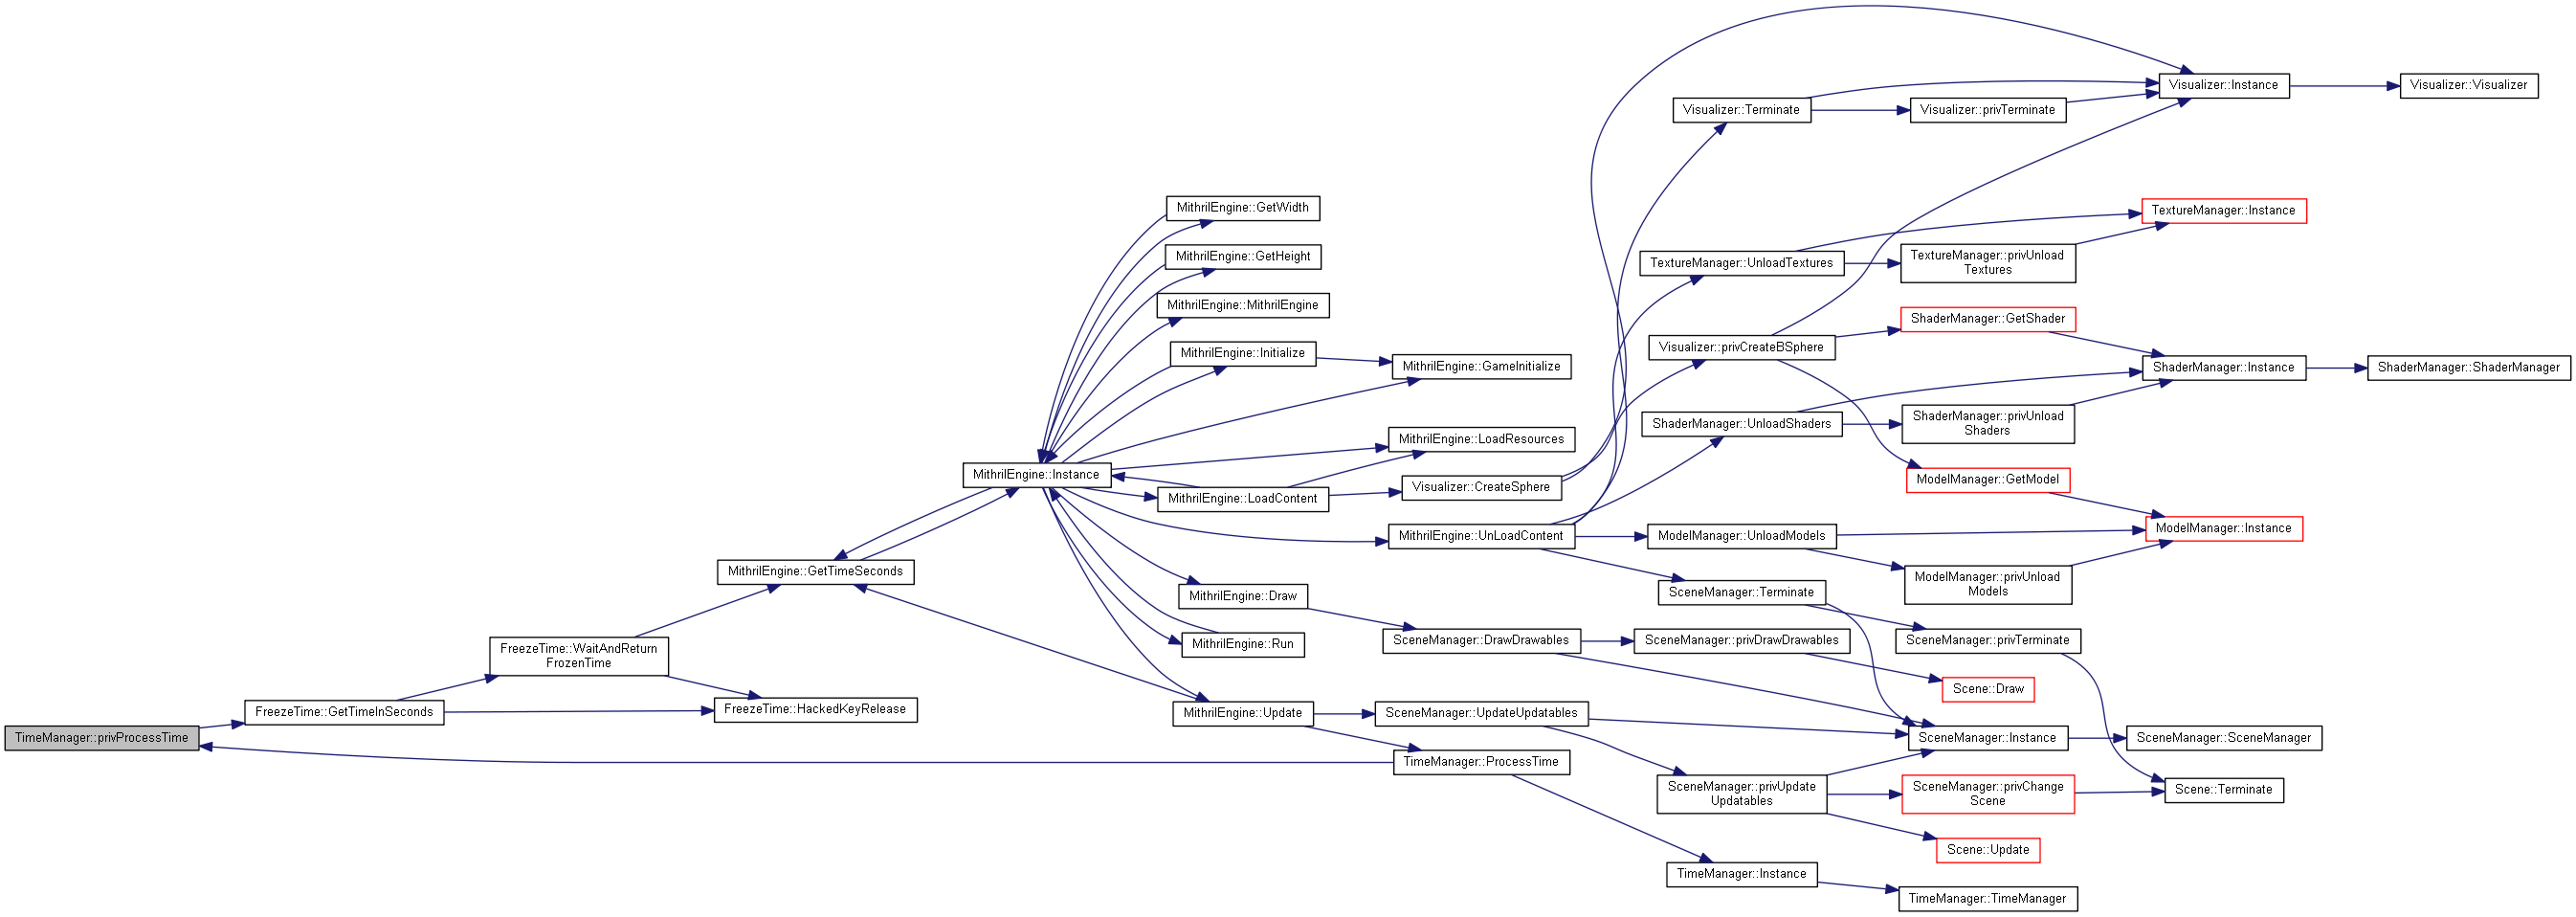 Visualizer::Instance
Visualizer::Visualizer
Visualizer::Terminate
Visualizer::privTerminate
MithrilEngine::GetWidth
TextureManager::Instance
MithrilEngine::GetHeight
TextureManager::UnloadTextures
TextureManager::privUnload
Textures
MithrilEngine::MithrilEngine
ShaderManager::GetShader
Visualizer::privCreateBSphere
MithrilEngine::Initialize
MithrilEngine::GameInitialize
ShaderManager::Instance
ShaderManager::ShaderManager
ShaderManager::UnloadShaders
ShaderManager::privUnload
Shaders
MithrilEngine::LoadResources
MithrilEngine::Instance
MithrilEngine::LoadContent
Visualizer::CreateSphere
ModelManager::GetModel
MithrilEngine::UnLoadContent
ModelManager::UnloadModels
ModelManager::Instance
MithrilEngine::GetTimeSeconds
ModelManager::privUnload
Models
MithrilEngine::Draw
SceneManager::Terminate
MithrilEngine::Run
SceneManager::DrawDrawables
SceneManager::privDrawDrawables
SceneManager::privTerminate
FreezeTime::WaitAndReturn
FrozenTime
Scene::Draw
FreezeTime::GetTimeInSeconds
FreezeTime::HackedKeyRelease
MithrilEngine::Update
SceneManager::UpdateUpdatables
TimeManager::privProcessTime
SceneManager::Instance
SceneManager::SceneManager
TimeManager::ProcessTime
SceneManager::privUpdate
Updatables
SceneManager::privChange
Scene
Scene::Terminate
Scene::Update
TimeManager::Instance
TimeManager::TimeManager